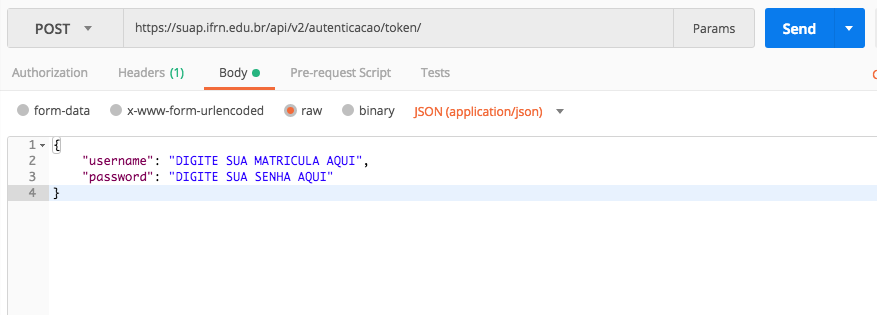 POST https://suap.ifrn.edu.br/api/v2/autenticacao/token/ Params Send
Authorization Headers (1) Body Pre-request Script Tests
form-data x-www-form-urlencoded raw binary JSON (application/json)
1 {
2 "username": "DIGITE SUA MATRICULA AQUI",
3 "password": "DIGITE SUA SENHA AQUI"
4 }